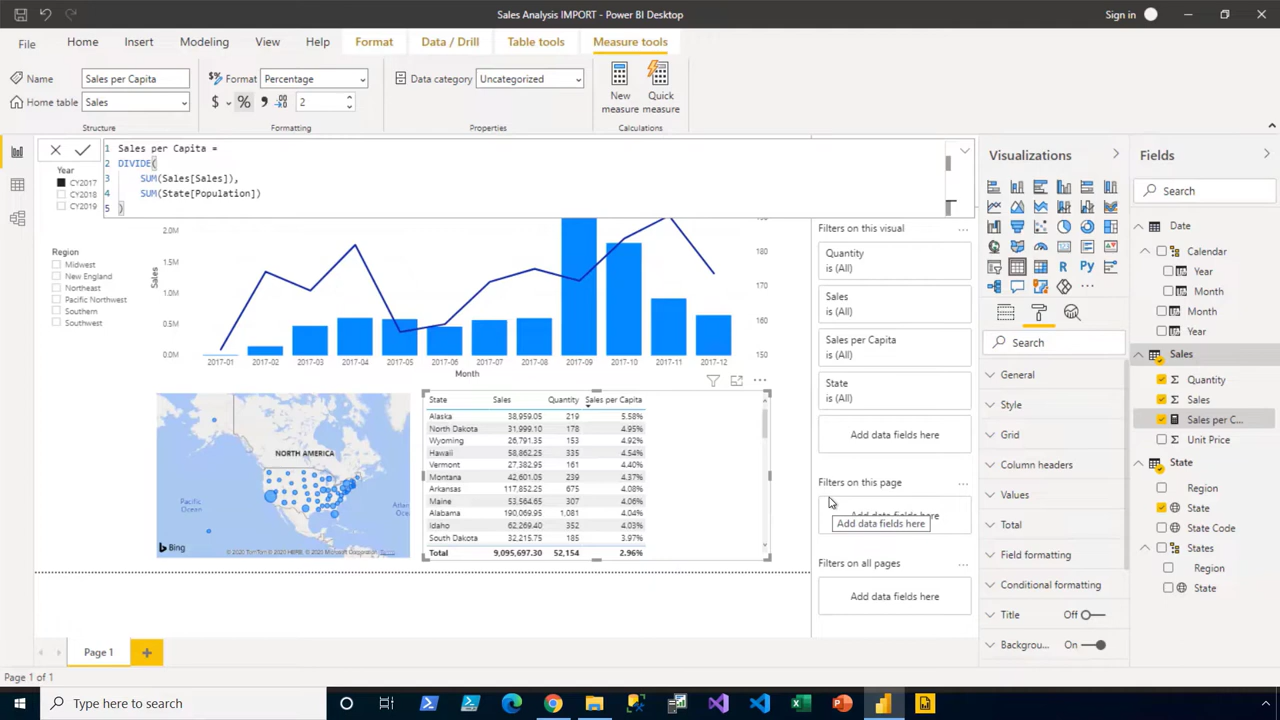 Sales Analysis IMPORT - Power BI Desktop
Sign in
File Home Insert Modeling View Help Format Data / Drill Table tools Measure tools
Name Sales per Capita
Home table Sales
Structure
Format Percentage
$ % 2
Formatting
Data category Uncategorized
Properties
New measure
Quick measure
Calculations
1 Sales per Capita =
2 DIVIDE(
3 SUM(Sales[Sales]),
4 SUM(State[Population])
5 )
Year
CY2017
CY2018
CY2019
Region
Midwest
New England
Northeast
Pacific Northwest
Southern
Southwest
Sales
2.0M
1.5M
1.0M
0.5M
0.0M
180
170
160
150
2017-01 2017-02 2017-03 2017-04 2017-05 2017-06 2017-07 2017-08 2017-09 2017-10 2017-11 2017-12
Month
NORTH AMERICA
Pacific
Ocean
Bing
State Sales Quantity Sales per Capita
Alaska 38,959.05 219 5.58%
North Dakota 31,999.10 178 4.95%
Wyoming 26,791.35 153 4.92%
Hawaii 58,862.25 335 4.54%
Vermont 27,382.95 161 4.40%
Montana 42,601.05 239 4.37%
Arkansas 117,852.25 675 4.08%
Maine 53,564.65 307 4.06%
Alabama 190,069.95 1,081 4.04%
Idaho 62,269.40 352 4.03%
South Dakota 32,215.75 185 3.97%
Total 9,095,697.30 52,154 2.96%
Filters on this visual ...
Quantity
is (All)
Sales
is (All)
Sales per Capita
is (All)
State
is (All)
Add data fields here
Filters on this page ...
Add data fields here
Filters on all pages ...
Add data fields here
Visualizations
R Py
...
Search
General
Style
Grid
Column headers
Values
Total
Field formatting
Conditional formatting
Title Off
Backgrou... On
Fields
Search
Date
Calendar
Year
Month
Month
Year
Sales
Quantity
Sales
Sales per C...
Unit Price
State
Region
State
State Code
States
Region
State
Page 1
Page 1 of 1
Type here to search